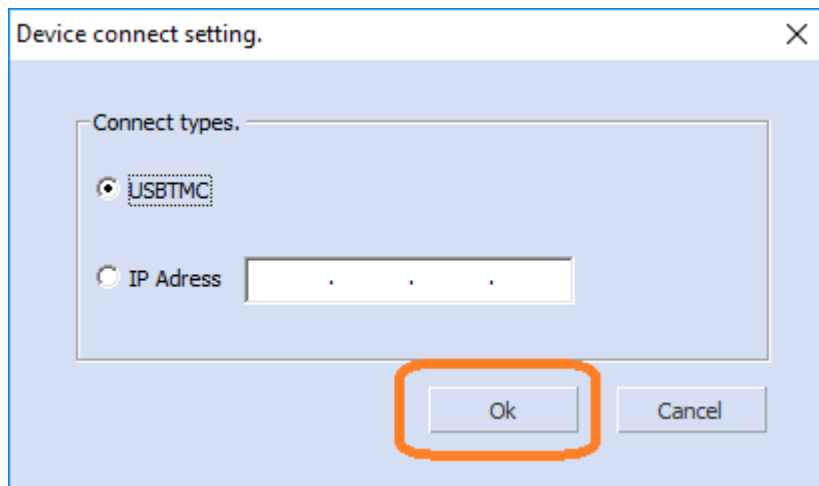 Device connect setting.
Connect types.
USBTMC
IP Adress . . .
Ok Cancel